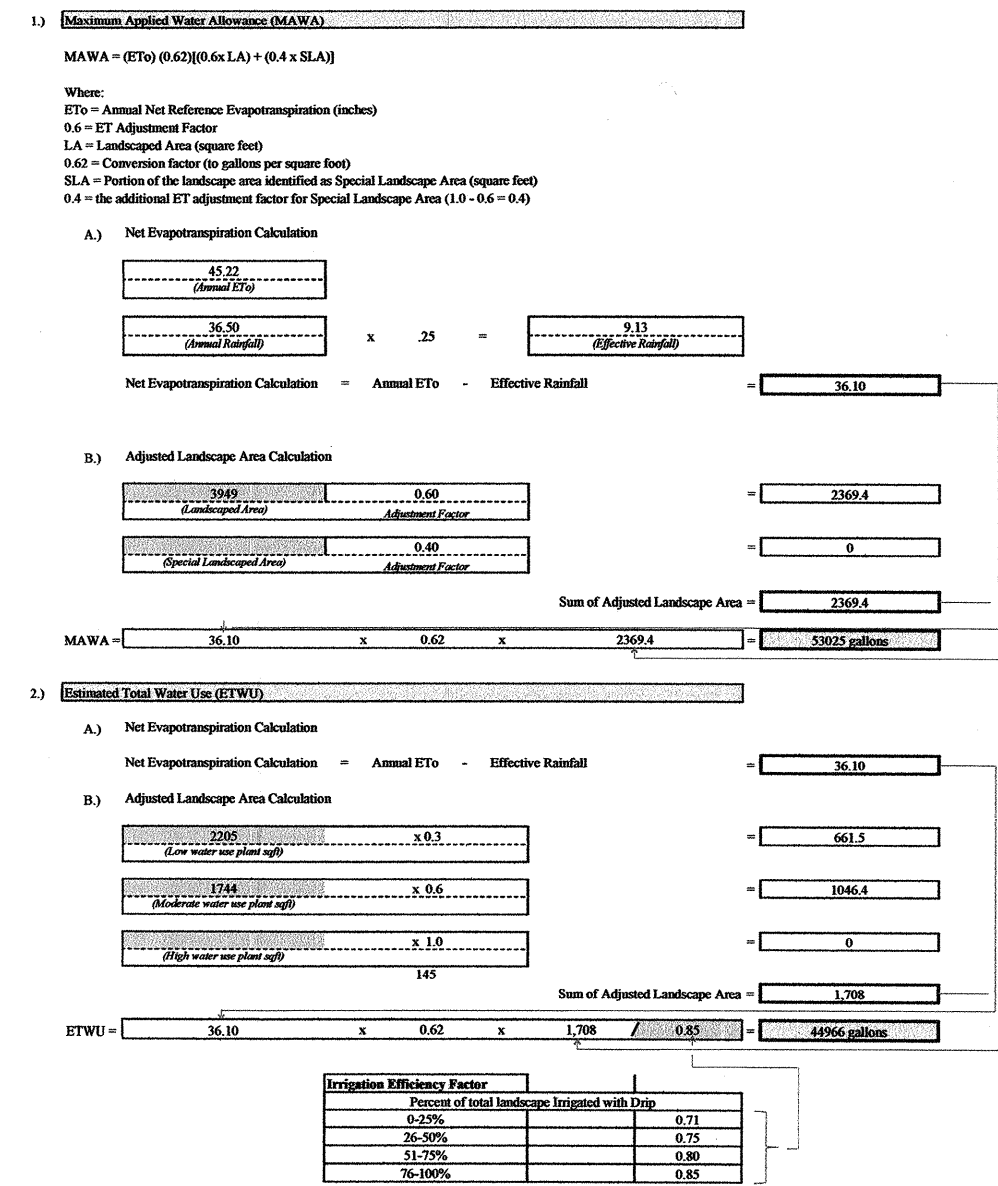 1.) Maximum Applied Water Allowance (MAWA)
MAWA = (ETo) (0.62)[(0.6x LA) + (0.4 x SLA)]
Where:
ETo = Annual Net Reference Evapotranspiration (inches)
0.6 = ET Adjustment Factor
LA = Landscaped Area (square feet)
0.62 = Conversion factor (to gallons per square foot)
SLA = Portion of the landscape area identified as Special Landscape Area (square feet)
0.4 = the additional ET adjustment factor for Special Landscape Area (1.0 - 0.6 = 0.4)
A.) Net Evapotranspiration Calculation
45.22
(Annual ETo)
36.50 x .25 = 9.13
(Annual Rainfall) (Effective Rainfall)
Net Evapotranspiration Calculation = Annual ETo - Effective Rainfall = 36.10
B.) Adjusted Landscape Area Calculation
3949 0.60 = 2369.4
(Landscaped Area) Adjustment Factor
0.40 = 0
(Special Landscaped Area) Adjustment Factor
Sum of Adjusted Landscape Area = 2369.4
MAWA = 36.10 x 0.62 x 2369.4 = 53025 gallons
2.) Estimated Total Water Use (ETWU)
A.) Net Evapotranspiration Calculation
Net Evapotranspiration Calculation = Annual ETo - Effective Rainfall = 36.10
B.) Adjusted Landscape Area Calculation
2205 x 0.3 = 661.5
(Low water use plant sqft)
1744 x 0.6 = 1046.4
(Moderate water use plant sqft)
x 1.0 = 0
(High water use plant sqft)
145
Sum of Adjusted Landscape Area = 1,708
ETWU = 36.10 x 0.62 x 1,708 / 0.85 = 44966 gallons
Irrigation Efficiency Factor
Percent of total landscape Irrigated with Drip
0-25% 0.71
26-50% 0.75
51-75% 0.80
76-100% 0.85